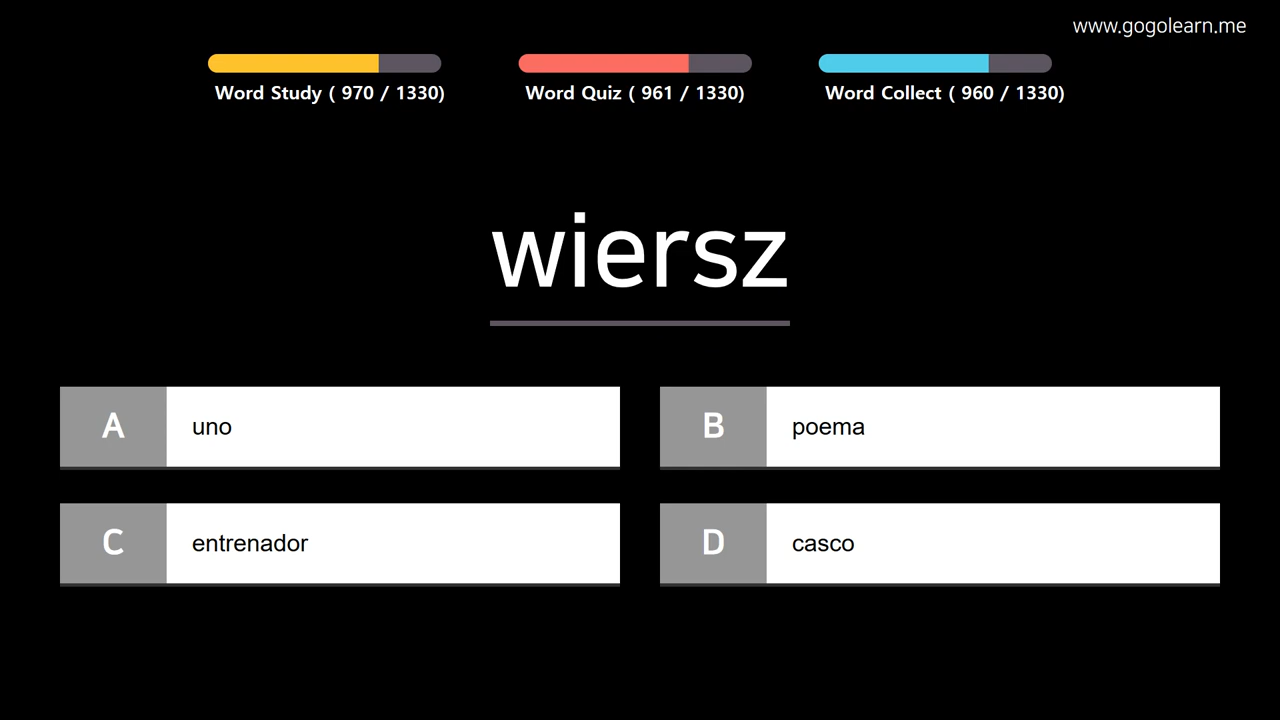 www.gogolearn.me
Word Study ( 970 / 1330)
Word Quiz ( 961 / 1330)
Word Collect ( 960 / 1330)
wiersz
A uno
B poema
C entrenador
D casco